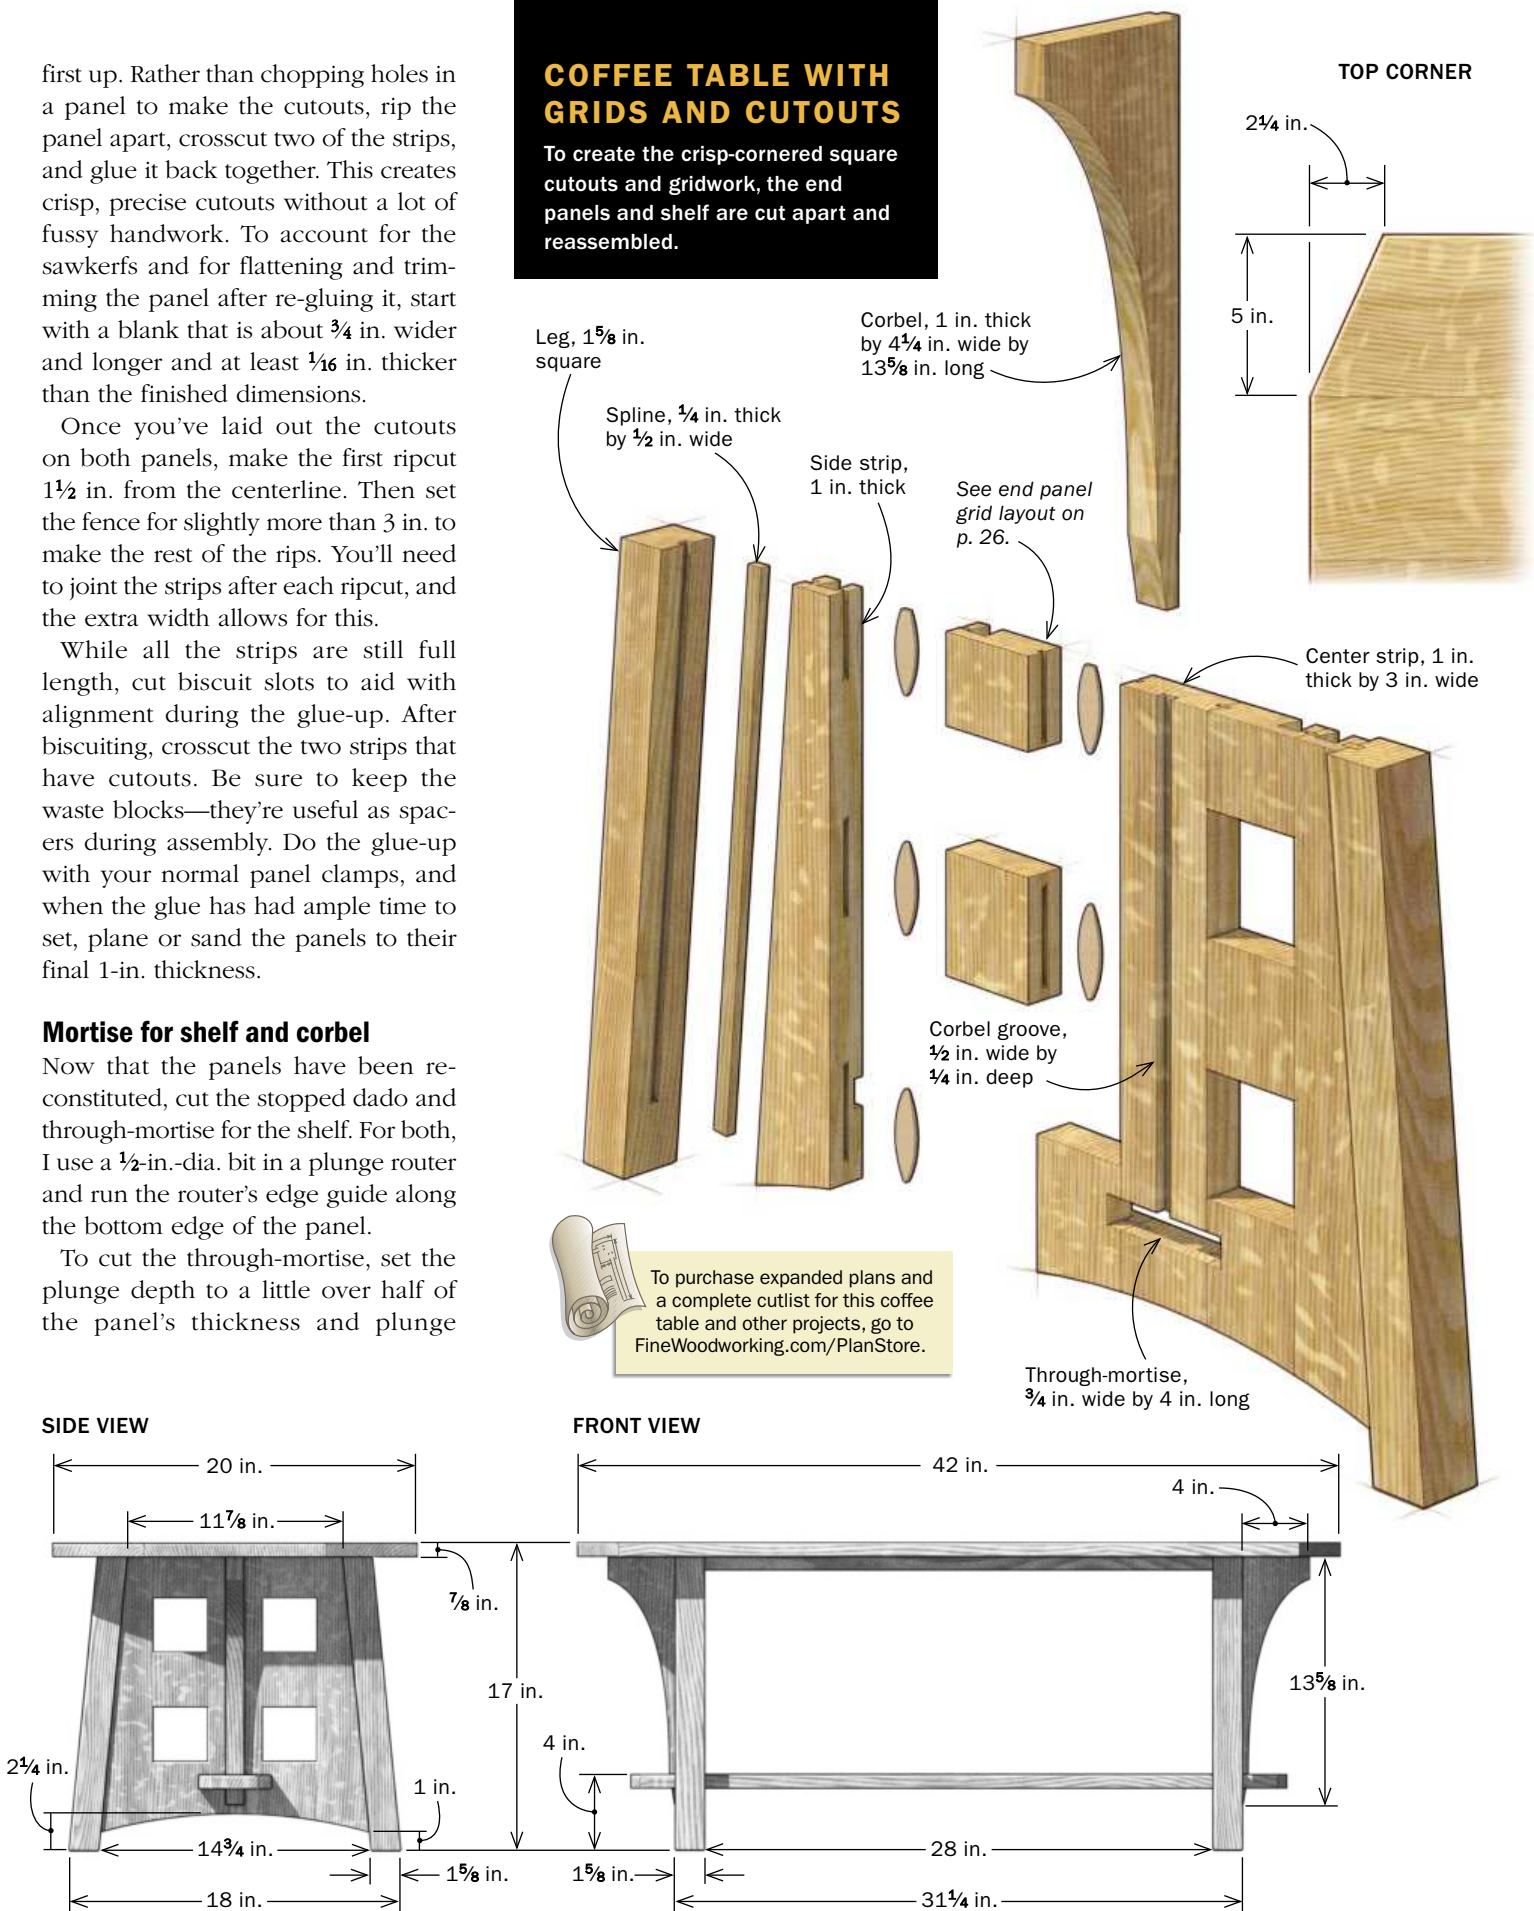 first up. Rather than chopping holes in
a panel to make the cutouts, rip the
panel apart, crosscut two of the strips,
and glue it back together. This creates
crisp, precise cutouts without a lot of
fussy handwork. To account for the
sawkerfs and for flattening and trim-
ming the panel after re-gluing it, start
with a blank that is about 3⁄4 in. wider
and longer and at least 1⁄16 in. thicker
than the finished dimensions.
Once you've laid out the cutouts
on both panels, make the first ripcut
11⁄2 in. from the centerline. Then set
the fence for slightly more than 3 in. to
make the rest of the rips. You'll need
to joint the strips after each ripcut, and
the extra width allows for this.
While all the strips are still full
length, cut biscuit slots to aid with
alignment during the glue-up. After
biscuiting, crosscut the two strips that
have cutouts. Be sure to keep the
waste blocks—they're useful as spac-
ers during assembly. Do the glue-up
with your normal panel clamps, and
when the glue has had ample time to
set, plane or sand the panels to their
final 1-in. thickness.
Mortise for shelf and corbel
Now that the panels have been re-
constituted, cut the stopped dado and
through-mortise for the shelf. For both,
I use a 1⁄2-in.-dia. bit in a plunge router
and run the router's edge guide along
the bottom edge of the panel.
To cut the through-mortise, set the
plunge depth to a little over half of
the panel's thickness and plunge
COFFEE TABLE WITH
GRIDS AND CUTOUTS
To create the crisp-cornered square
cutouts and gridwork, the end
panels and shelf are cut apart and
reassembled.
TOP CORNER
21⁄4 in.
5 in.
Leg, 15⁄8 in.
square
Spline, 1⁄4 in. thick
by 1⁄2 in. wide
Side strip,
1 in. thick
Corbel, 1 in. thick
by 41⁄4 in. wide by
135⁄8 in. long
See end panel
grid layout on
p. 26.
Center strip, 1 in.
thick by 3 in. wide
Corbel groove,
1⁄2 in. wide by
1⁄4 in. deep
Through-mortise,
3⁄4 in. wide by 4 in. long
To purchase expanded plans and
a complete cutlist for this coffee
table and other projects, go to
FineWoodworking.com/PlanStore.
SIDE VIEW
20 in.
117⁄8 in.
7⁄8 in.
17 in.
21⁄4 in.
1 in.
143⁄4 in.
15⁄8 in.
18 in.
FRONT VIEW
42 in.
4 in.
135⁄8 in.
4 in.
28 in.
15⁄8 in.
311⁄4 in.